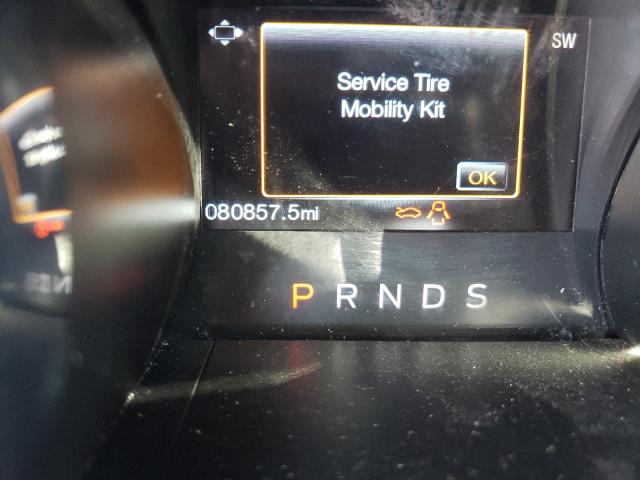 SW
Service Tire
Mobility Kit
OK
080857.5mi
P R N D S